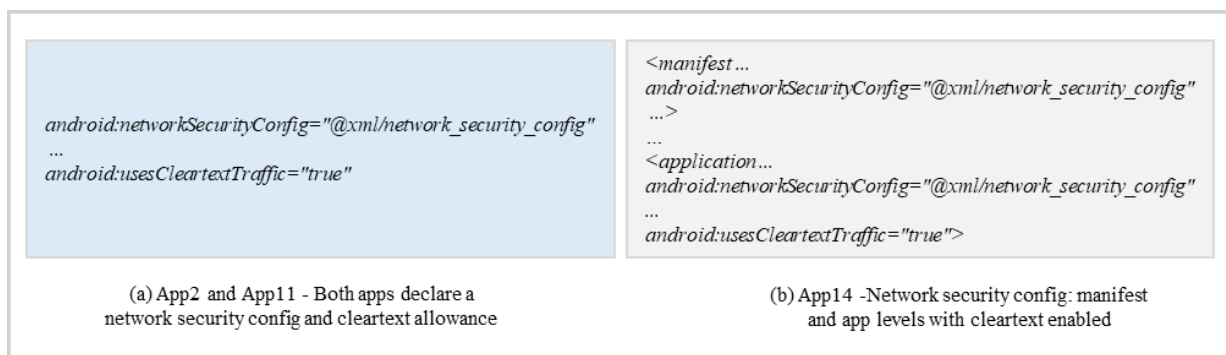 android:networkSecurityConfig="@xml/network_security_config"
...
android:usesCleartextTraffic="true"
(a) App2 and App11 - Both apps declare a
network security config and cleartext allowance
<manifest ...
android:networkSecurityConfig="@xml/network_security_config"
...>
...
<application...
android:networkSecurityConfig="@xml/network_security_config"
...
android:usesCleartextTraffic="true">
(b) App14 -Network security config: manifest
and app levels with cleartext enabled